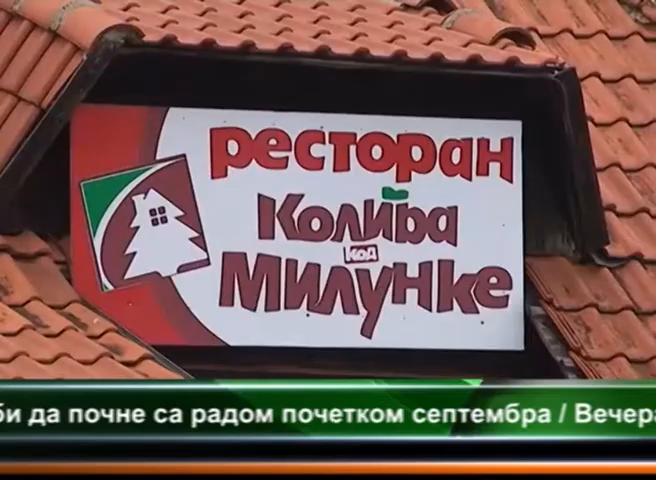 ресторан
Колиба
код
Милунке
би да почне са радом почетком септембра / Вечера